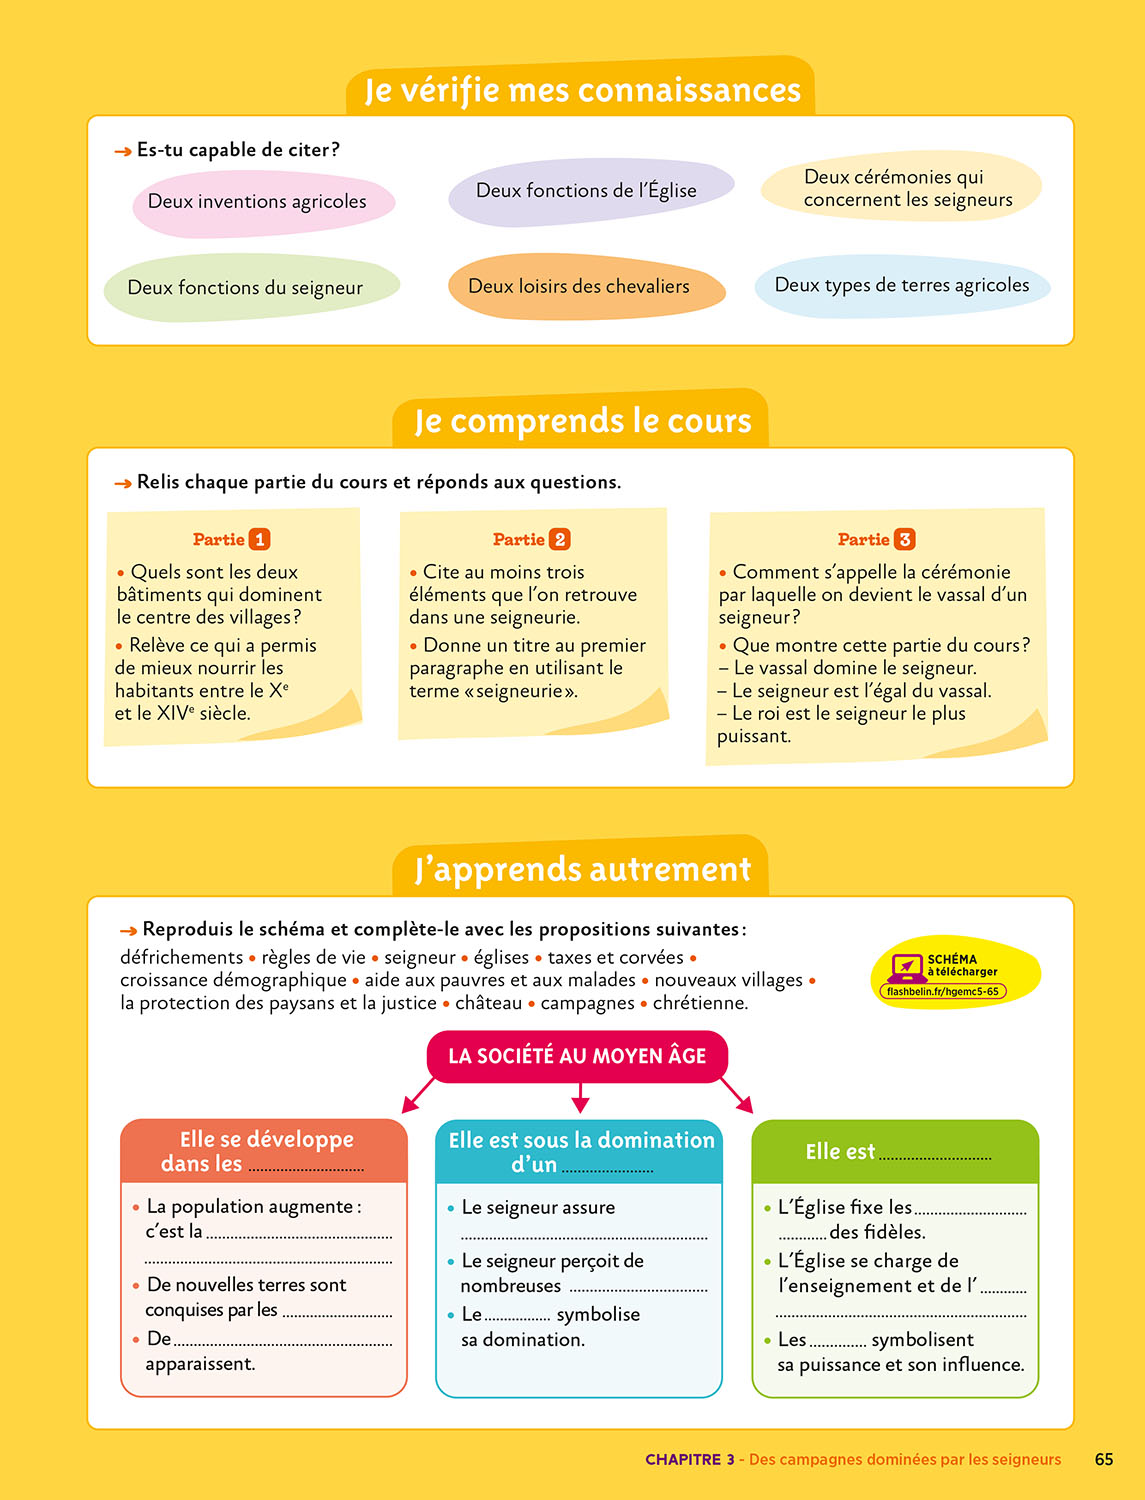 Je vérifie mes connaissances
→ Es-tu capable de citer ?
Deux inventions agricoles
Deux fonctions de l'Église
Deux cérémonies qui
concernent les seigneurs
Deux fonctions du seigneur
Deux loisirs des chevaliers
Deux types de terres agricoles
Je comprends le cours
→ Relis chaque partie du cours et réponds aux questions.
Partie 1
• Quels sont les deux
bâtiments qui dominent
le centre des villages ?
• Relève ce qui a permis
de mieux nourrir les
habitants entre le Xe
et le XIVe siècle.
Partie 2
• Cite au moins trois
éléments que l'on retrouve
dans une seigneurie.
• Donne un titre au premier
paragraphe en utilisant le
terme « seigneurie ».
Partie 3
• Comment s'appelle la cérémonie
par laquelle on devient le vassal d'un
seigneur ?
• Que montre cette partie du cours ?
– Le vassal domine le seigneur.
– Le seigneur est l'égal du vassal.
– Le roi est le seigneur le plus
puissant.
J'apprends autrement
→ Reproduis le schéma et complète-le avec les propositions suivantes :
défrichements • règles de vie • seigneur • églises • taxes et corvées •
croissance démographique • aide aux pauvres et aux malades • nouveaux villages •
la protection des paysans et la justice • château • campagnes • chrétienne.
SCHÉMA
à télécharger
flashbelin.fr/hgemc5-65
LA SOCIÉTÉ AU MOYEN ÂGE
Elle se développe
dans les ..........................
• La population augmente :
c'est la ..........................................
.......................................................
• De nouvelles terres sont
conquises par les .........................
• De.................................................
apparaissent.
Elle est sous la domination
d'un .....................
• Le seigneur assure
.......................................................
• Le seigneur perçoit de
nombreuses ...............................
• Le............... symbolise
sa domination.
Elle est.........................
• L'Église fixe les.........................
........... des fidèles.
• L'Église se charge de
l'enseignement et de l' ...........
.......................................................
• Les............. symbolisent
sa puissance et son influence.
CHAPITRE 3 - Des campagnes dominées par les seigneurs 65